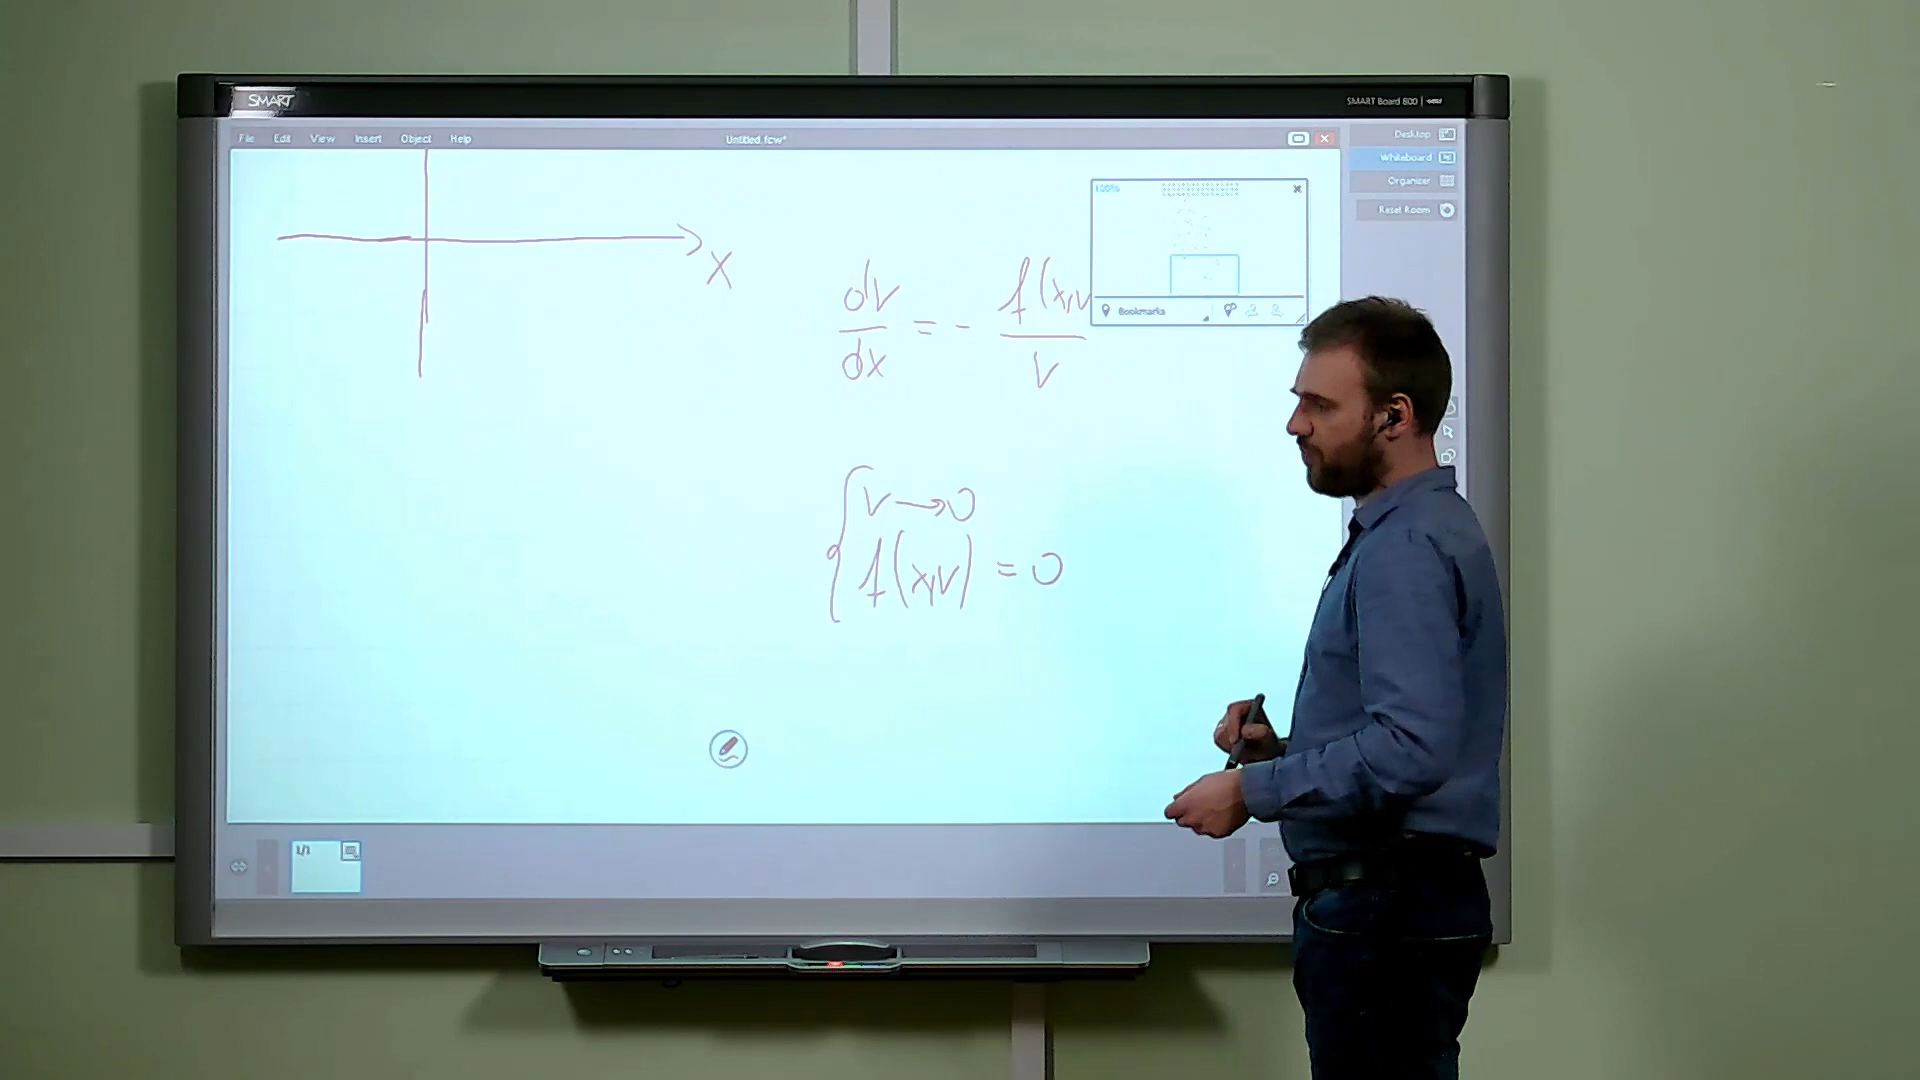 SMART
SMART Board 800
File Edit View Insert Object Help
Untitled.fcw*
Desktop
Whiteboard
Organizer
Reset Room
100%
Bookmarks
X
dv/dx = - f(x,v/v
{ v → 0
f(x,v) = 0
1/1